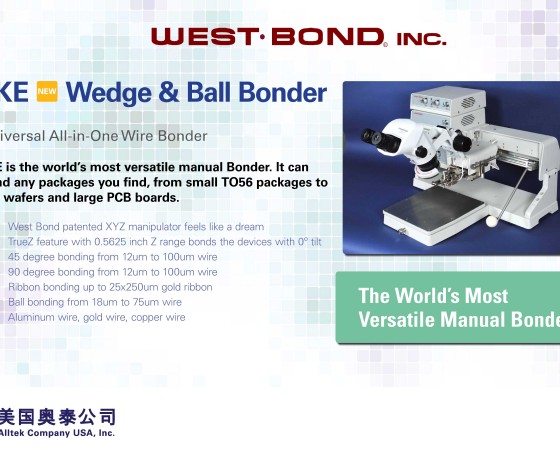 WEST·BOND® INC.
KE NEW Wedge & Ball Bonder
iversal All-in-One Wire Bonder
E is the world's most versatile manual Bonder. It can
nd any packages you find, from small TO56 packages to
wafers and large PCB boards.
West Bond patented XYZ manipulator feels like a dream
TrueZ feature with 0.5625 inch Z range bonds the devices with 0° tilt
45 degree bonding from 12um to 100um wire
90 degree bonding from 12um to 100um wire
Ribbon bonding up to 25x250um gold ribbon
Ball bonding from 18um to 75um wire
Aluminum wire, gold wire, copper wire
The World's Most
Versatile Manual Bonde
美国奥泰公司
Alltek Company USA, Inc.